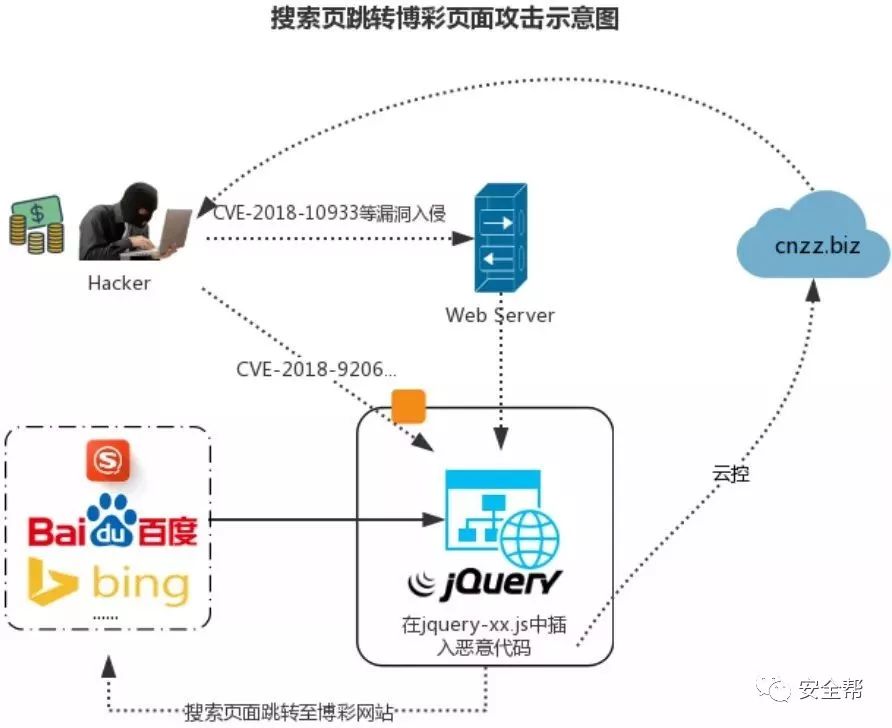 搜索页跳转博彩页面攻击示意图
CVE-2018-10933等漏洞入侵
cnzz.biz
Hacker
Web Server
CVE-2018-9206...
S
云控
Bai du 百度
bing
......
jQuery
在jquery-xx.js中插
入恶意代码
安全帮
搜索页面跳转至博彩网站